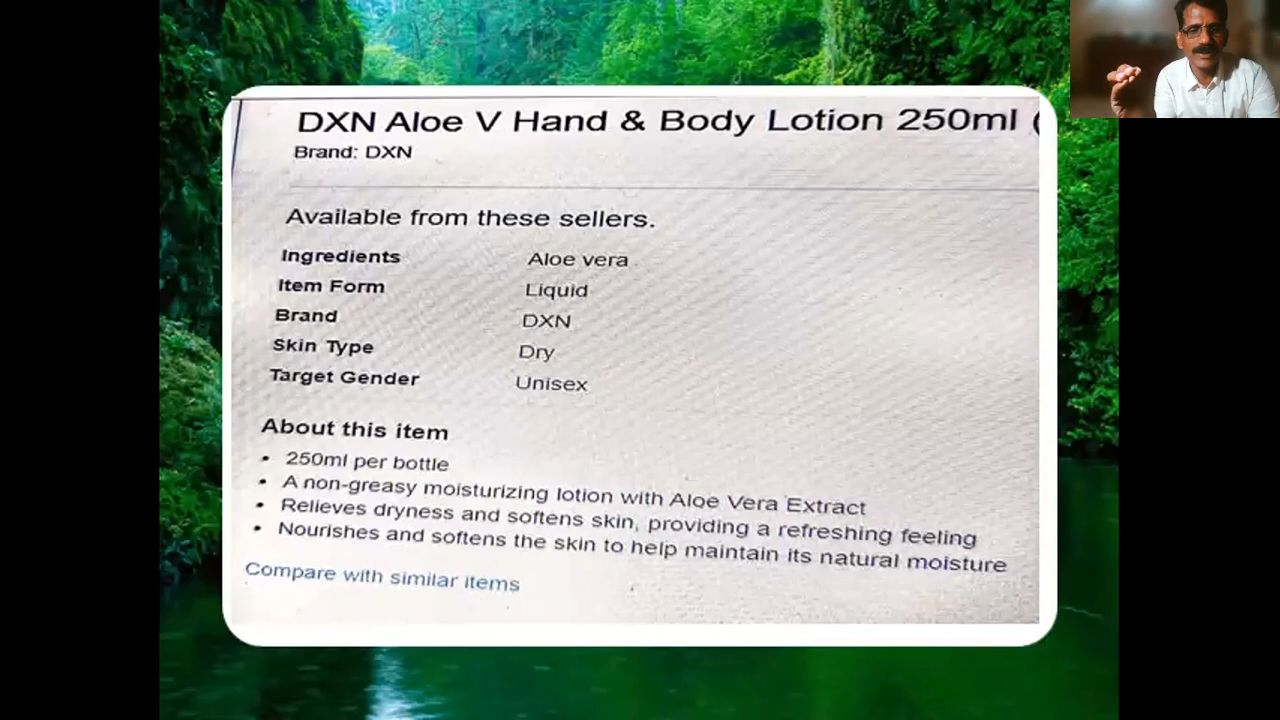 DXN Aloe V Hand & Body Lotion 250ml (
Brand: DXN
Available from these sellers.
Ingredients Aloe vera
Item Form Liquid
Brand DXN
Skin Type Dry
Target Gender Unisex
About this item
• 250ml per bottle
• A non-greasy moisturizing lotion with Aloe Vera Extract
• Relieves dryness and softens skin, providing a refreshing feeling
• Nourishes and softens the skin to help maintain its natural moisture
Compare with similar items